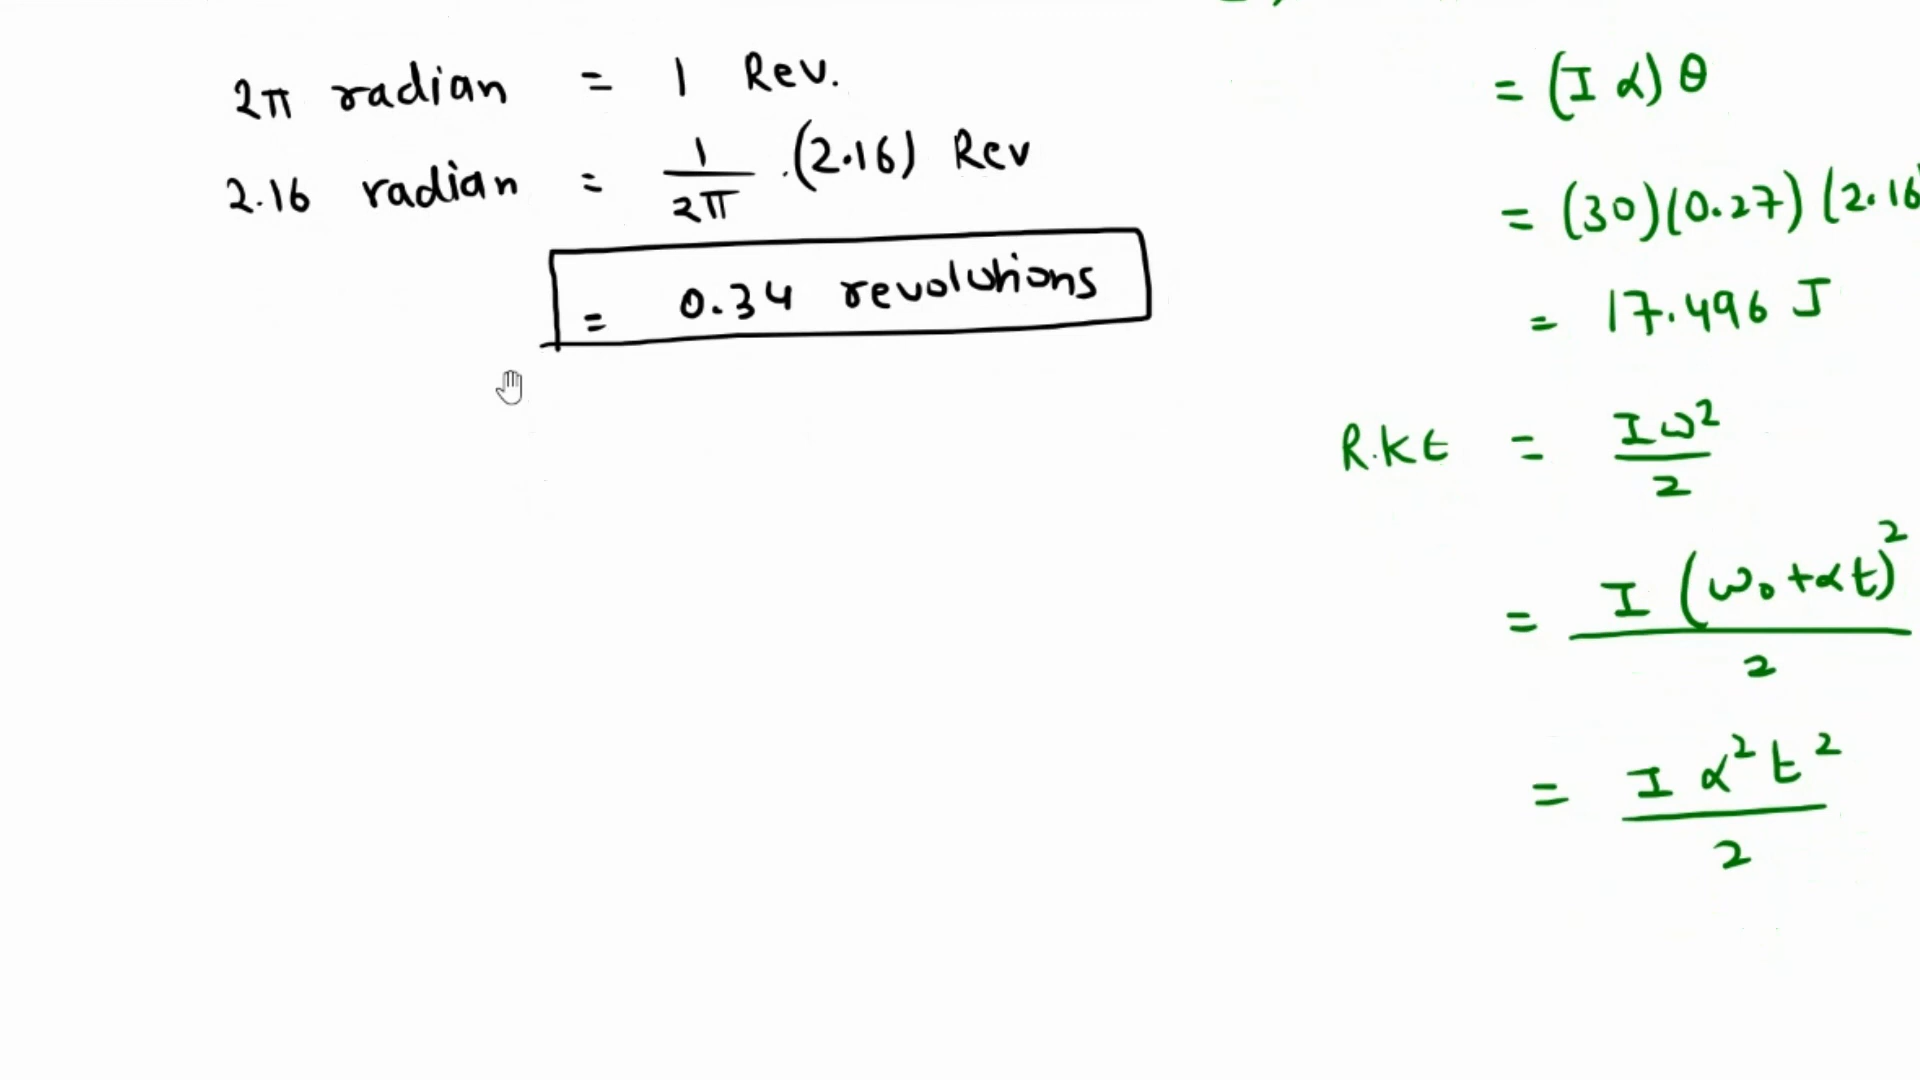 2π radian = 1 Rev.
2.16 radian = 1/2π .(2.16) Rev
= 0.34 revolutions
= (I α) θ
= (30)(0.27)(2.16
= 17.496 J
R.KE = Iω²/2
= I (ω₀+αt)²/2
= I α² t²/2